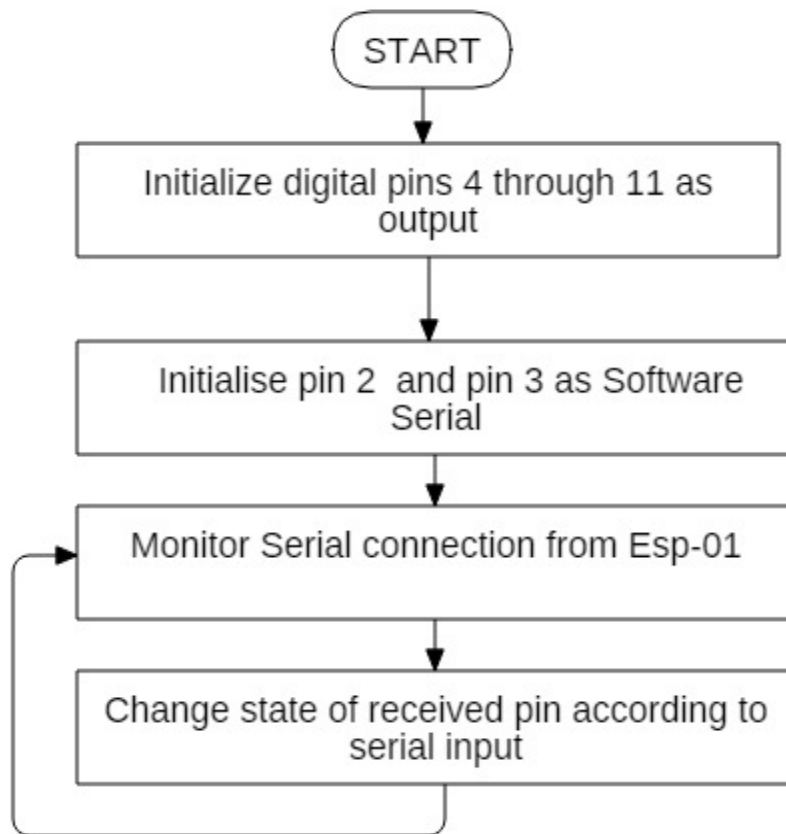 START
Initialize digital pins 4 through 11 as
output
Initialise pin 2  and pin 3 as Software
Serial
Monitor Serial connection from Esp-01
Change state of received pin according to
serial input